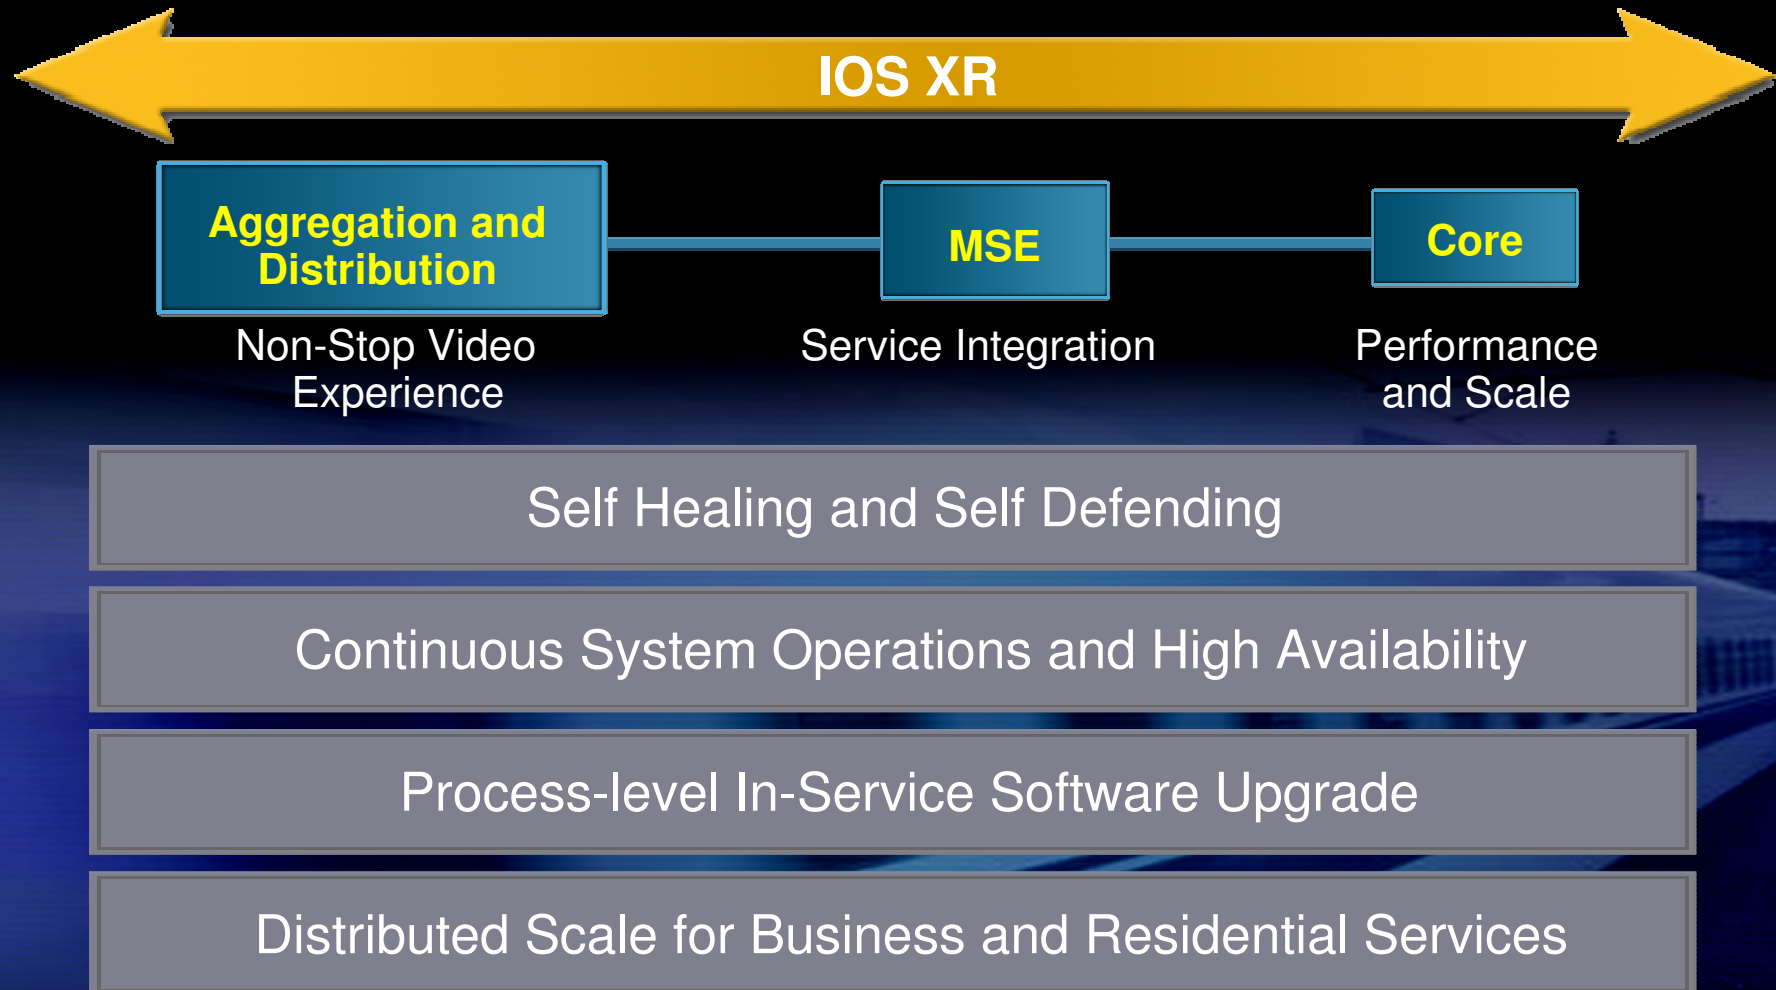 IOS XR
Aggregation and
Distribution
MSE
Core
Non-Stop Video
Experience
Service Integration
Performance
and Scale
Self Healing and Self Defending
Continuous System Operations and High Availability
Process-level In-Service Software Upgrade
Distributed Scale for Business and Residential Services